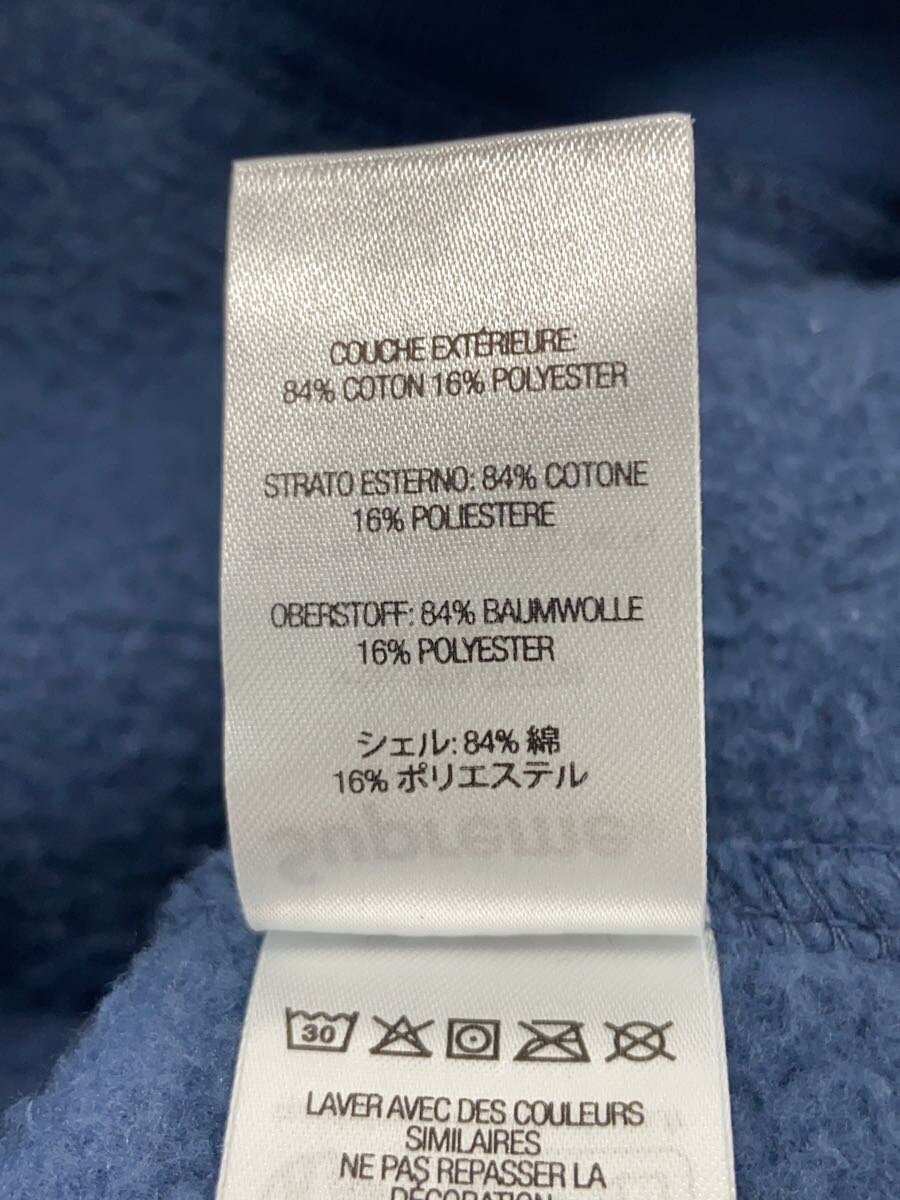 COUCHE EXTÉRIEURE:
84% COTON 16% POLYESTER
STRATO ESTERNO: 84% COTONE
16% POLIESTERE
OBERSTOFF: 84% BAUMWOLLE
16% POLYESTER
シェル: 84% 綿
16% ポリエステル
Supreme
30
LAVER AVEC DES COULEURS
SIMILAIRES
NE PAS REPASSER LA
DÉCORATION